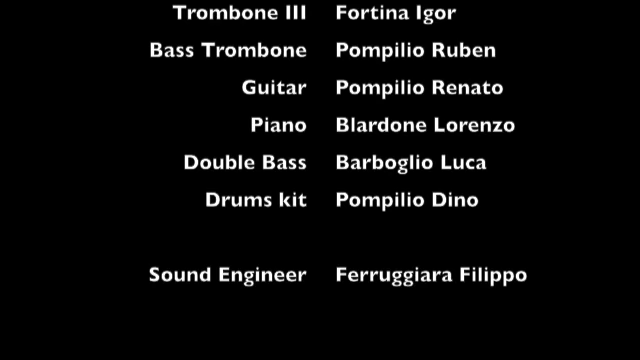 Trombone III Fortina Igor
Bass Trombone Pompilio Ruben
Guitar Pompilio Renato
Piano Blardone Lorenzo
Double Bass Barboglio Luca
Drums kit Pompilio Dino
Sound Engineer Ferruggiara Filippo